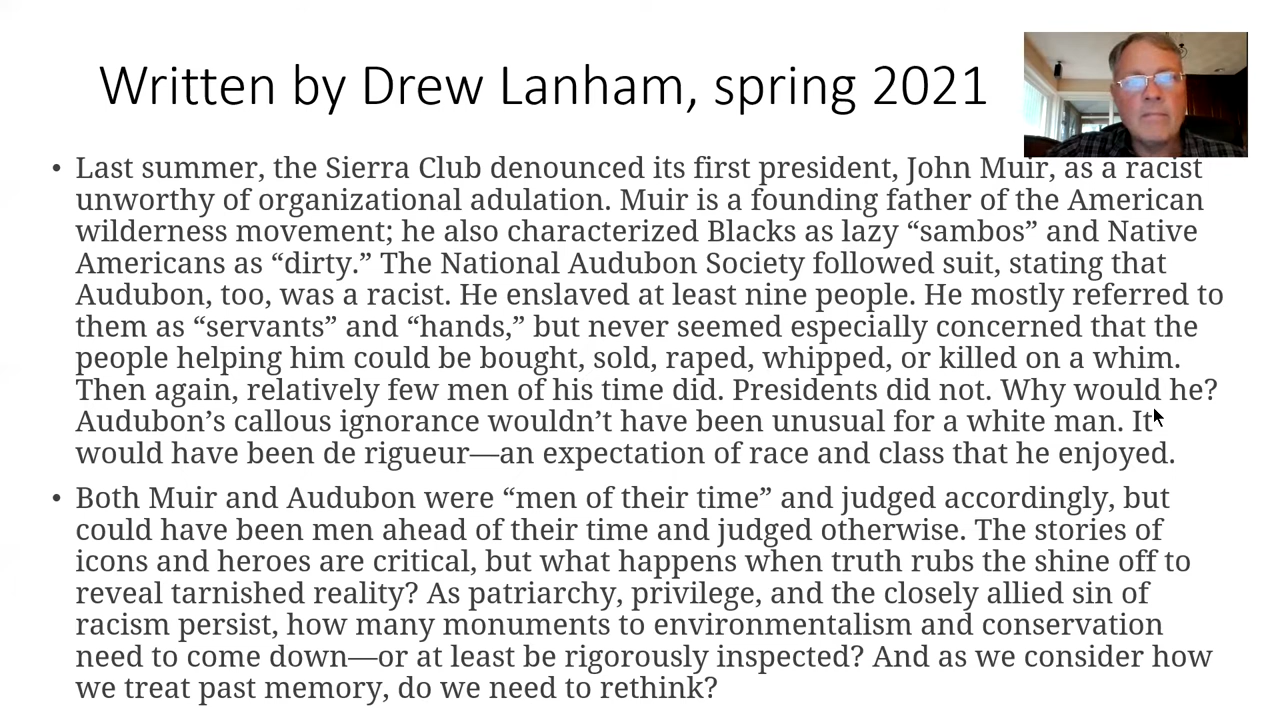 Written by Drew Lanham, spring 2021
• Last summer, the Sierra Club denounced its first president, John Muir, as a racist
unworthy of organizational adulation. Muir is a founding father of the American
wilderness movement; he also characterized Blacks as lazy “sambos” and Native
Americans as “dirty.” The National Audubon Society followed suit, stating that
Audubon, too, was a racist. He enslaved at least nine people. He mostly referred to
them as “servants” and “hands,” but never seemed especially concerned that the
people helping him could be bought, sold, raped, whipped, or killed on a whim.
Then again, relatively few men of his time did. Presidents did not. Why would he?
Audubon’s callous ignorance wouldn’t have been unusual for a white man. It
would have been de rigueur—an expectation of race and class that he enjoyed.
• Both Muir and Audubon were “men of their time” and judged accordingly, but
could have been men ahead of their time and judged otherwise. The stories of
icons and heroes are critical, but what happens when truth rubs the shine off to
reveal tarnished reality? As patriarchy, privilege, and the closely allied sin of
racism persist, how many monuments to environmentalism and conservation
need to come down—or at least be rigorously inspected? And as we consider how
we treat past memory, do we need to rethink?